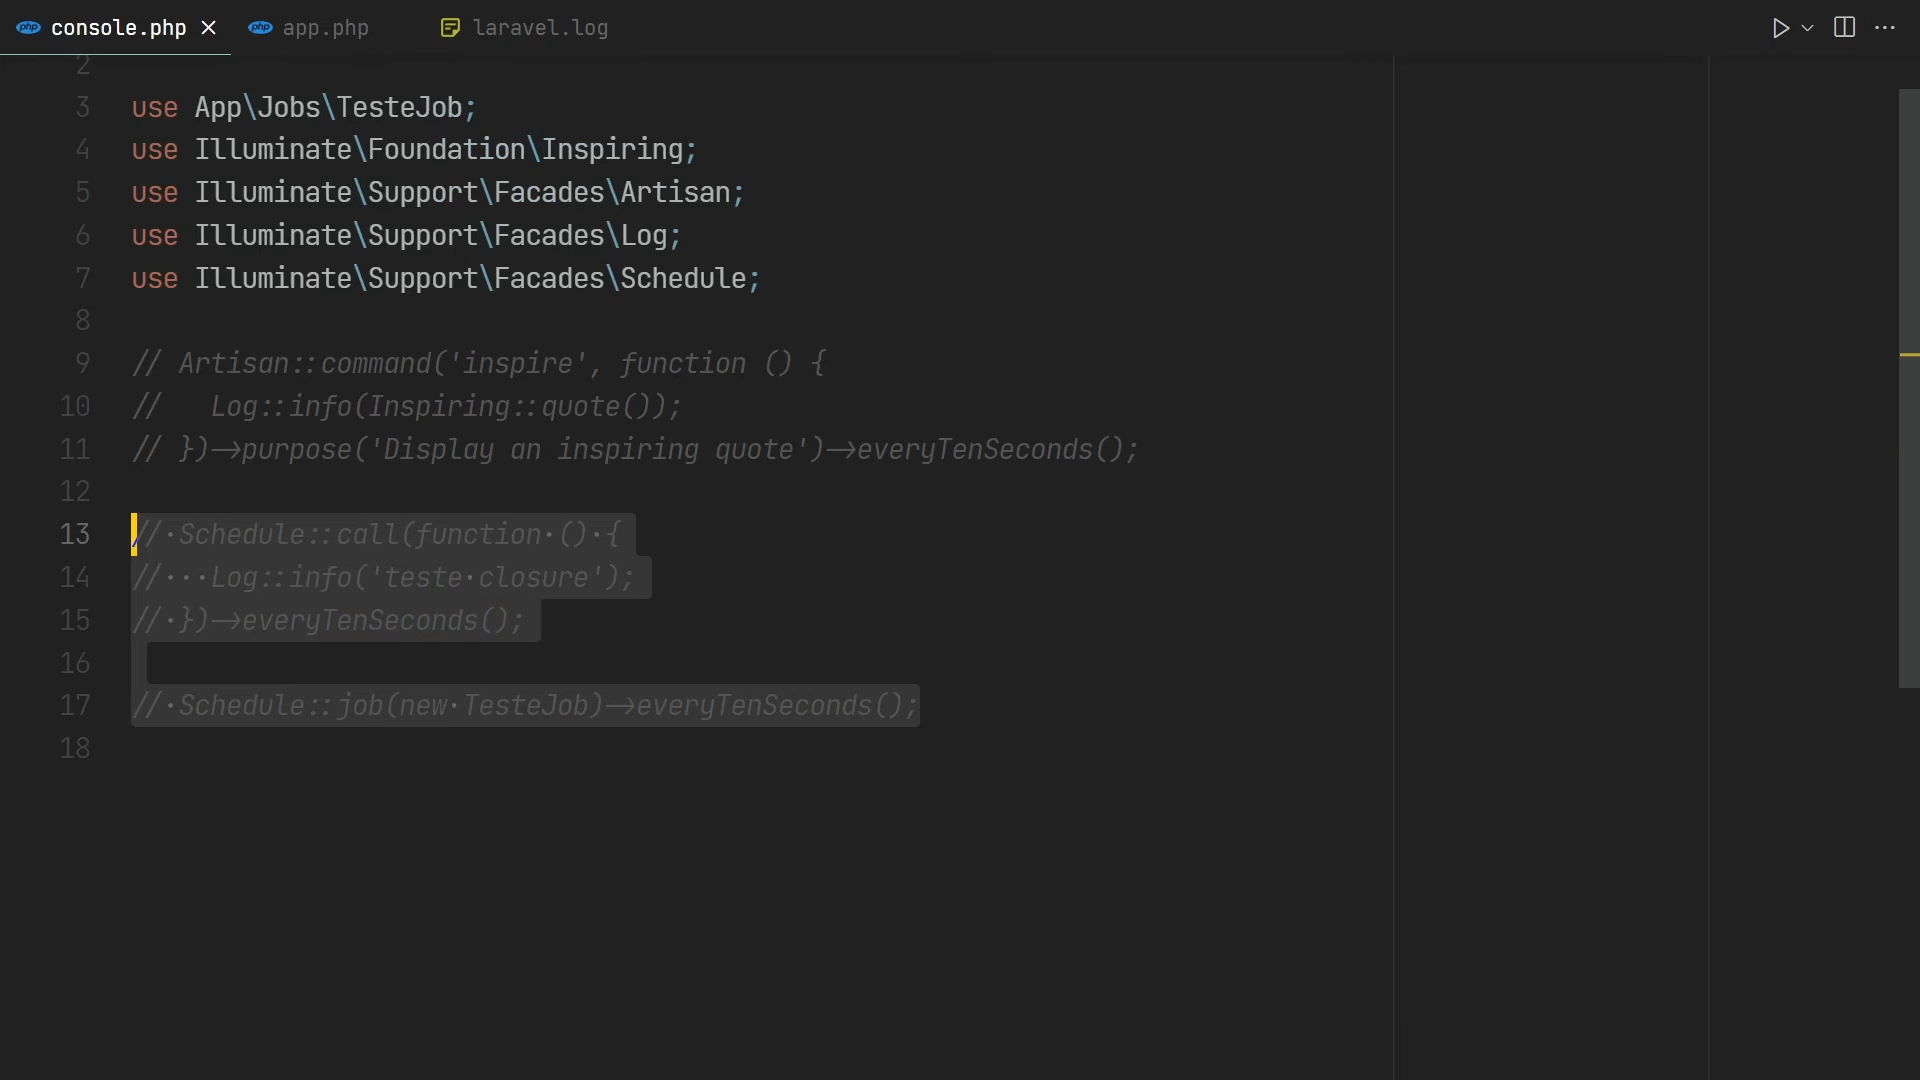 console.php
app.php
laravel.log
2
3 use App\Jobs\TesteJob;
4 use Illuminate\Foundation\Inspiring;
5 use Illuminate\Support\Facades\Artisan;
6 use Illuminate\Support\Facades\Log;
7 use Illuminate\Support\Facades\Schedule;
8
9 // Artisan::command('inspire', function () {
10 //   Log::info(Inspiring::quote());
11 // })->purpose('Display an inspiring quote')->everyTenSeconds();
12
13 // Schedule::call(function () {
14 //   Log::info('teste closure');
15 // })->everyTenSeconds();
16
17 // Schedule::job(new TesteJob)->everyTenSeconds();
18